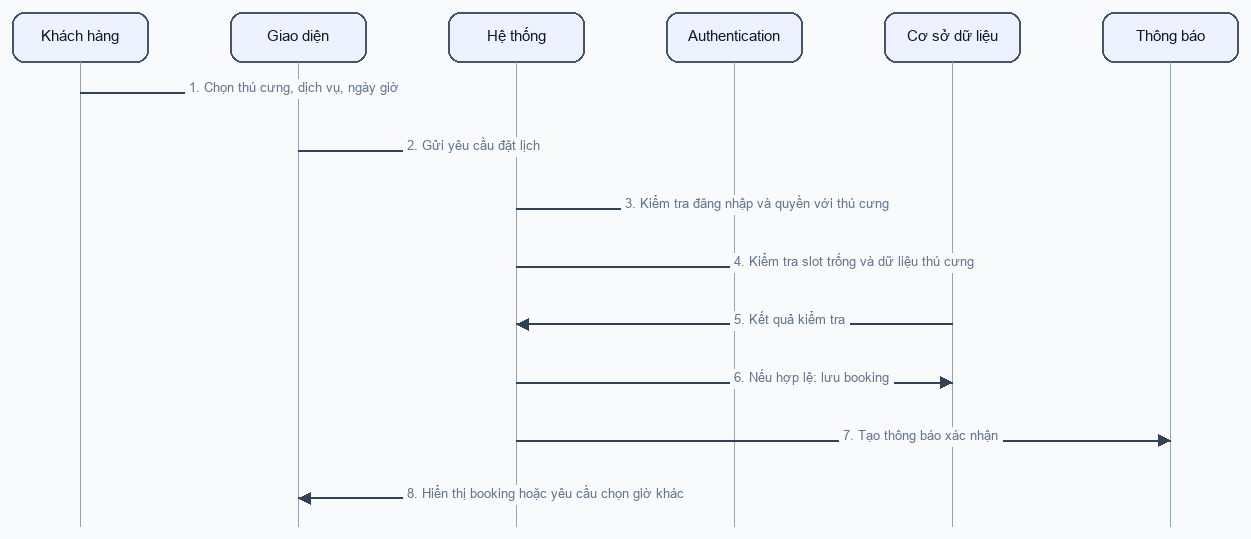 Khách hàng
Giao diện
Hệ thống
Authentication
Cơ sở dữ liệu
Thông báo
1. Chọn thú cưng, dịch vụ, ngày giờ
2. Gửi yêu cầu đặt lịch
3. Kiểm tra đăng nhập và quyền với thú cưng
4. Kiểm tra slot trống và dữ liệu thú cưng
5. Kết quả kiểm tra
6. Nếu hợp lệ: lưu booking
7. Tạo thông báo xác nhận
8. Hiển thị booking hoặc yêu cầu chọn giờ khác